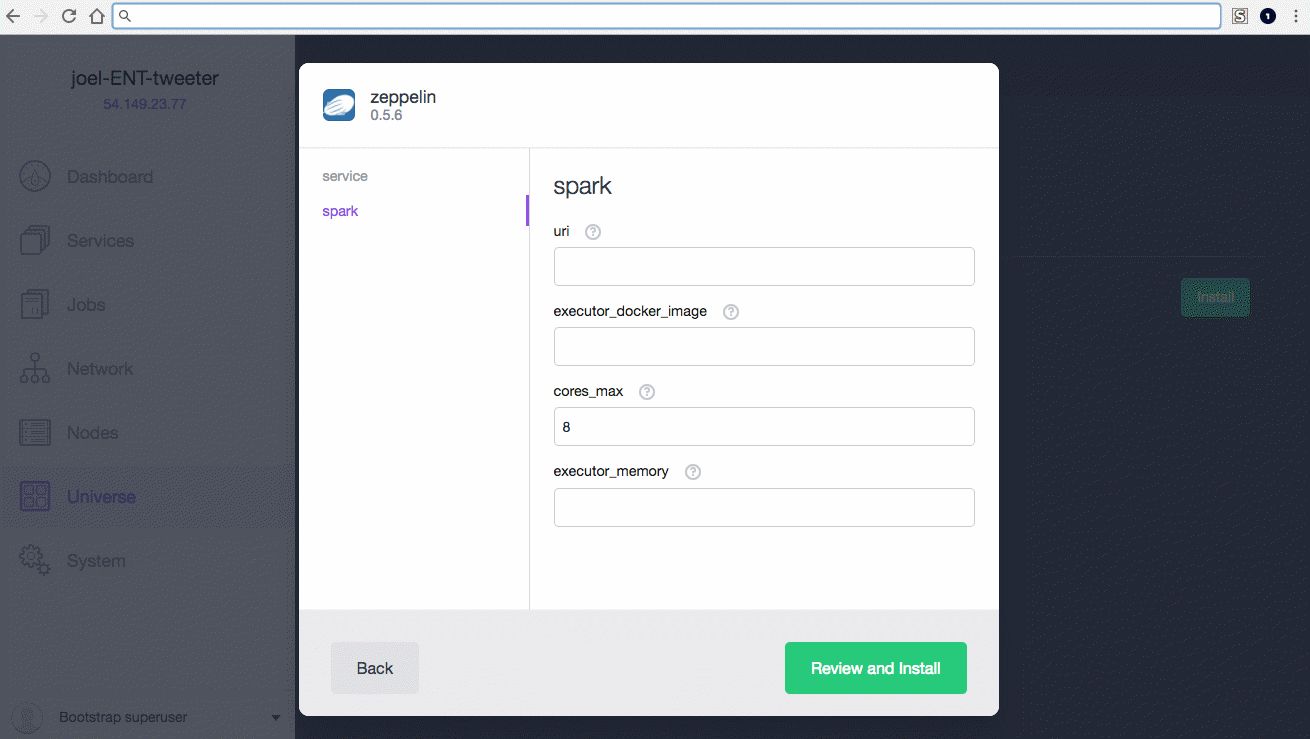 joel-ENT-tweeter
54.149.23.77
Dashboard
Services
Jobs
Network
Nodes
Universe
System
Bootstrap superuser
zeppelin
0.5.6
service
spark
spark
uri ?
executor_docker_image ?
cores_max ?
8
executor_memory ?
Back
Review and Install
Install
S
1